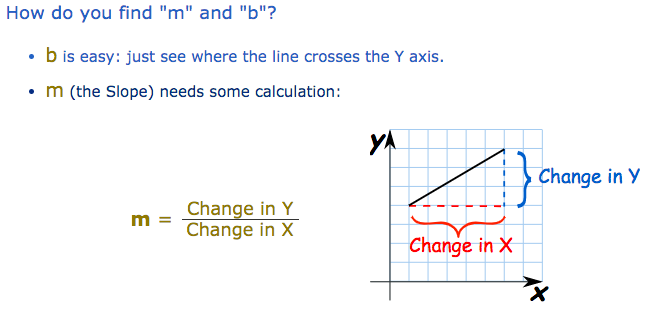 How do you find "m" and "b"?
• b is easy: just see where the line crosses the Y axis.
• m (the Slope) needs some calculation:
Y
Change in Y
m = Change in Y
Change in X
Change in X
X